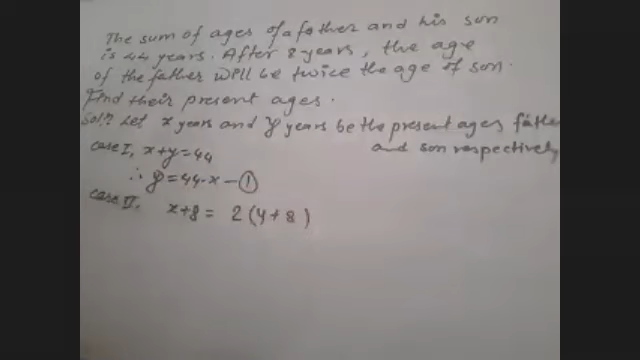 The sum of ages of a father and his son
is 44 years. After 8 years, the age
of the father will be twice the age of son.
Find their present ages.
Solⁿ: Let x years and y years be the present ages father
and son respectively
case I, x+y=44
∴ y=44-x — ①
case II. x+8 = 2(y+8)